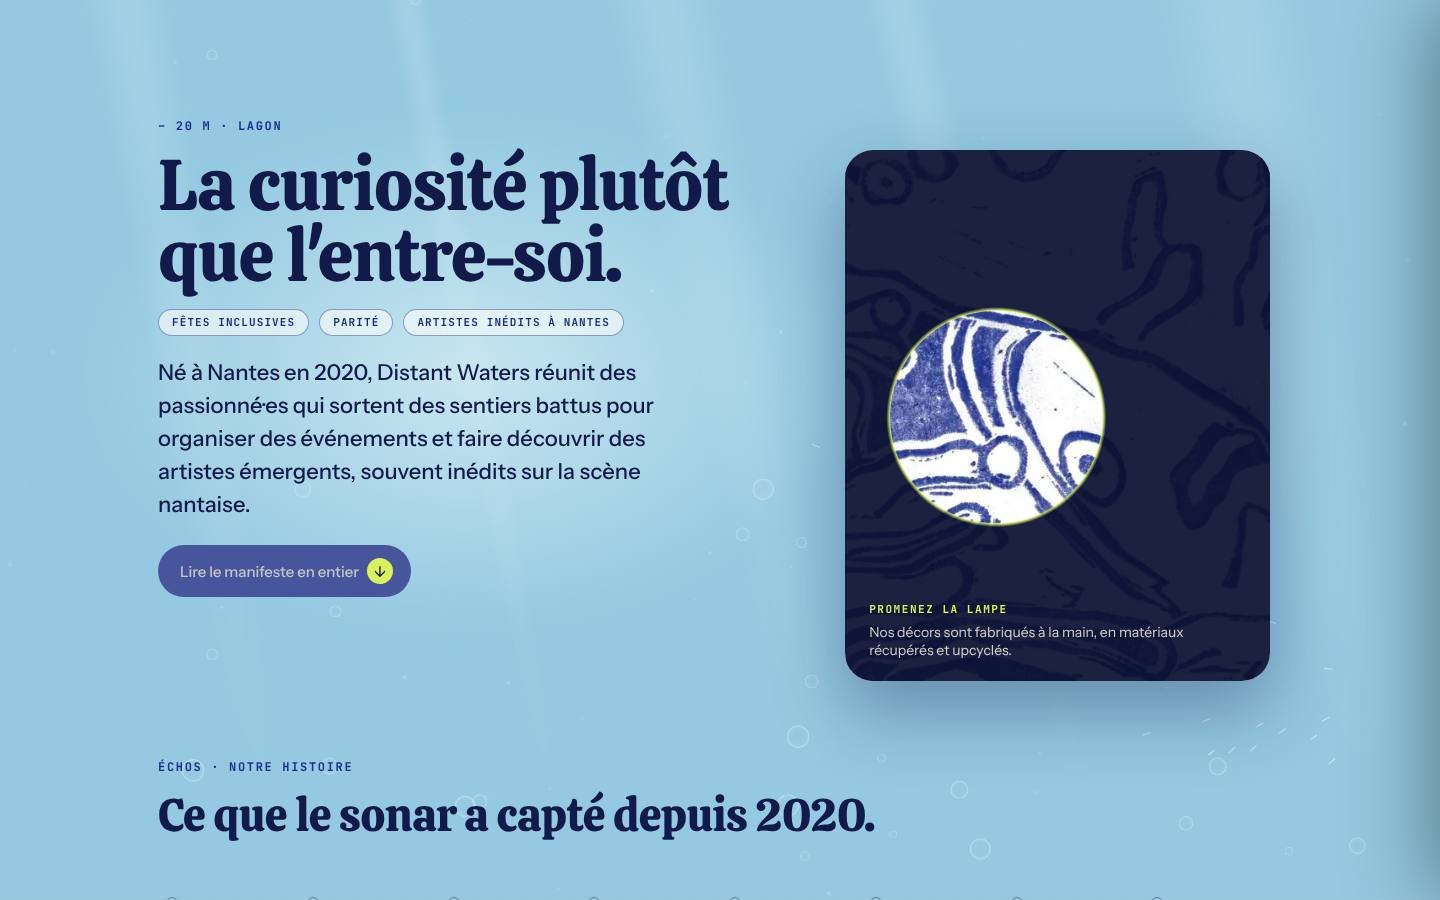 − 20 M · LAGON
La curiosité plutôt
que l'entre-soi.
FÊTES INCLUSIVES
PARITÉ
ARTISTES INÉDITS À NANTES
Né à Nantes en 2020, Distant Waters réunit des
passionné·es qui sortent des sentiers battus pour
organiser des événements et faire découvrir des
artistes émergents, souvent inédits sur la scène
nantaise.
Lire le manifeste en entier
PROMENEZ LA LAMPE
Nos décors sont fabriqués à la main, en matériaux
récupérés et upcyclés.
ÉCHOS · NOTRE HISTOIRE
Ce que le sonar a capté depuis 2020.